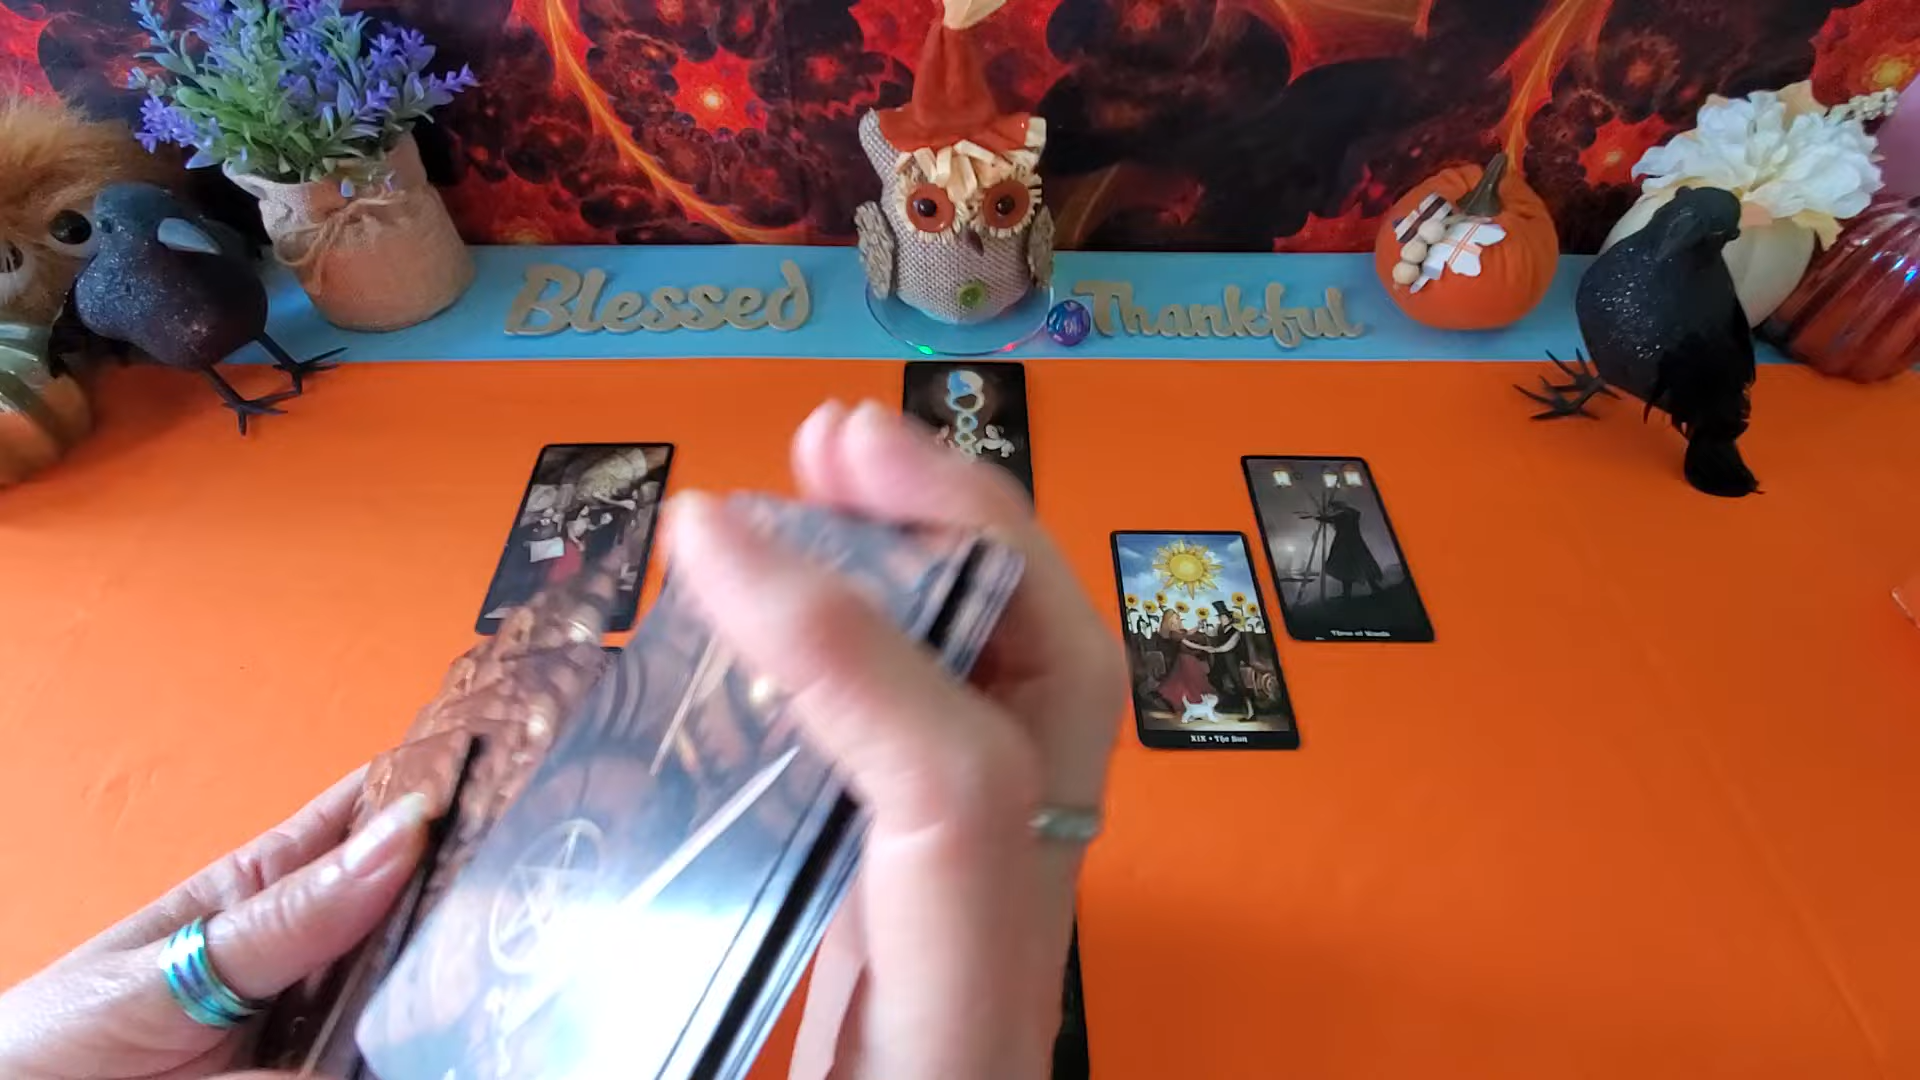 Blessed
Thankful
Three of Wands
XIX • The Sun